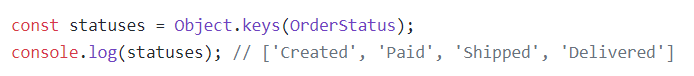 const statuses = Object.keys(OrderStatus);
console.log(statuses); // ['Created', 'Paid', 'Shipped', 'Delivered']